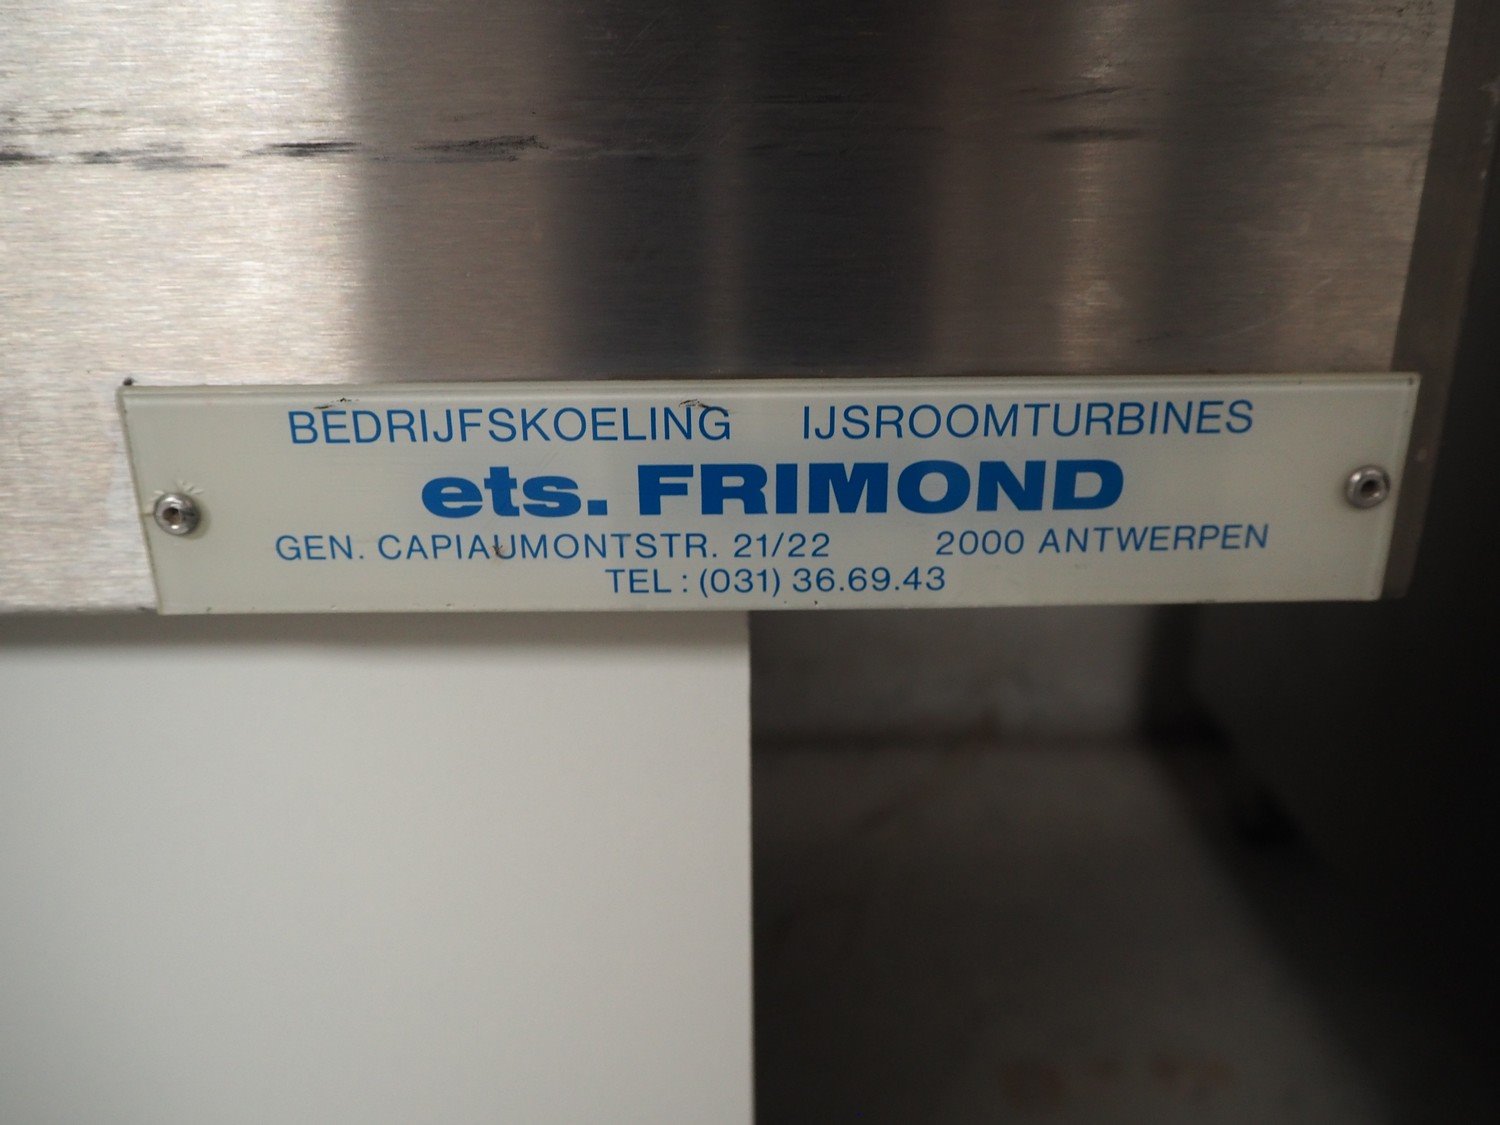 BEDRIJFSKOELING IJSROOMTURBINES
ets. FRIMOND
GEN. CAPIAUMONTSTR. 21/22 2000 ANTWERPEN
TEL : (031) 36.69.43